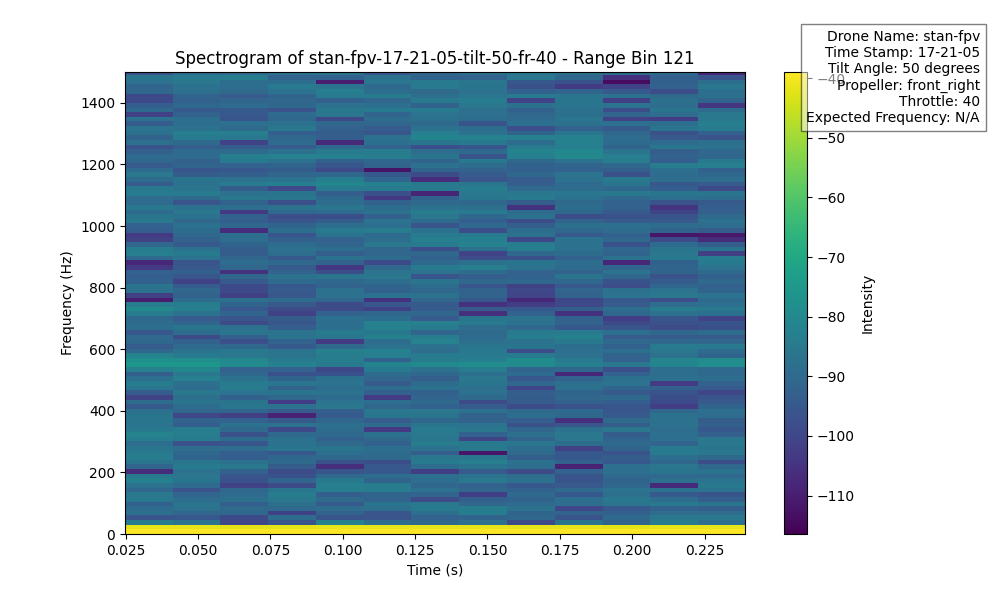 Spectrogram of stan-fpv-17-21-05-tilt-50-fr-40 - Range Bin 121
Drone Name: stan-fpv
Time Stamp: 17-21-05
Tilt Angle: 50 degrees
Propeller: front_right
Throttle: 40
Expected Frequency: N/A
Frequency (Hz)
1400
1200
1000
800
600
400
200
0
0.025
0.050
0.075
0.100
0.125
0.150
0.175
0.200
0.225
Time (s)
−40
−50
−60
−70
−80
−90
−100
−110
Intensity